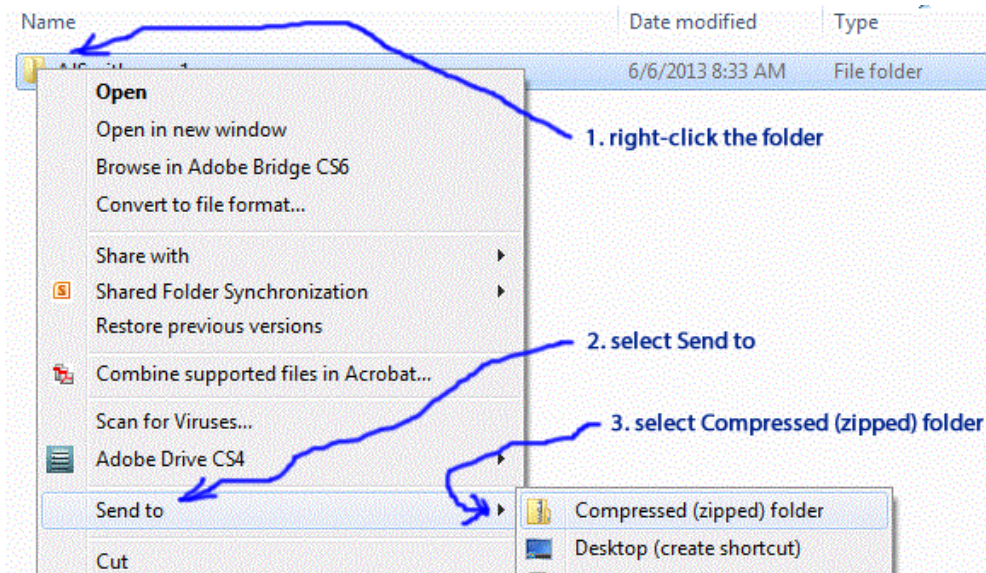 Name Date modified Type
6/6/2013 8:33 AM File folder
Open
Open in new window
1. right-click the folder
Browse in Adobe Bridge CS6
Convert to file format...
Share with
Shared Folder Synchronization
Restore previous versions
2. select Send to
Combine supported files in Acrobat...
Scan for Viruses...
3. select Compressed (zipped) folder
Adobe Drive CS4
Send to
Compressed (zipped) folder
Desktop (create shortcut)
Cut